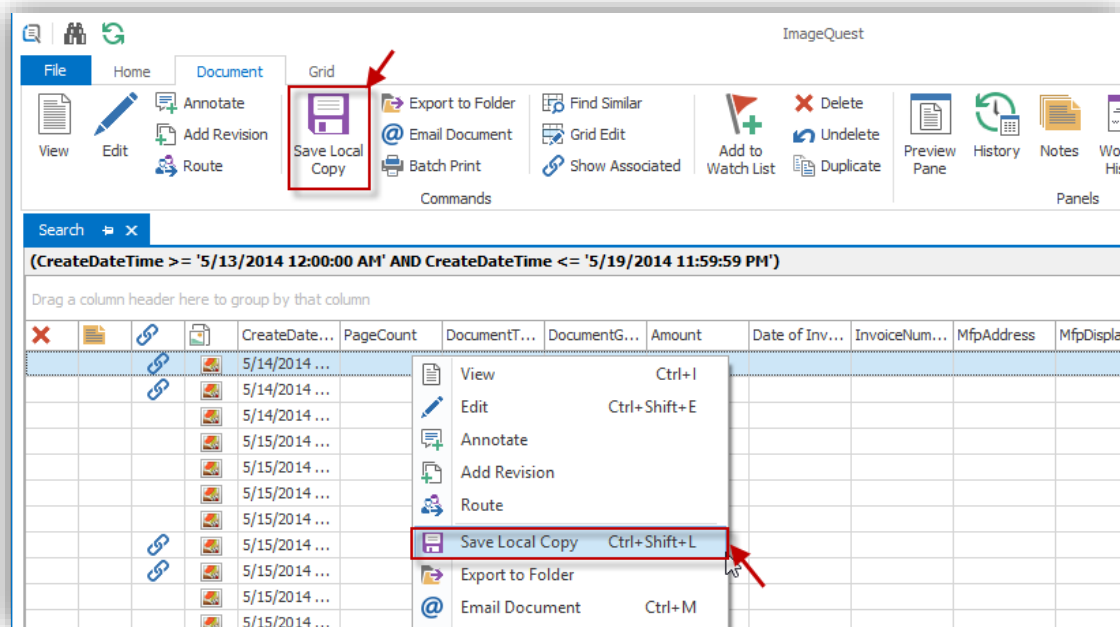 ImageQuest
File Home Document Grid
View
Edit
Annotate
Add Revision
Route
Save Local
Copy
Export to Folder
Email Document
Batch Print
Find Similar
Grid Edit
Show Associated
Add to
Watch List
Delete
Undelete
Duplicate
Preview
Pane
History
Notes
Wo
His
Commands
Panels
Search
(CreateDateTime >= '5/13/2014 12:00:00 AM' AND CreateDateTime <= '5/19/2014 11:59:59 PM')
Drag a column header here to group by that column
CreateDate... PageCount DocumentT... DocumentG... Amount Date of Inv... InvoiceNum... MfpAddress MfpDispla
5/14/2014 ...
5/14/2014 ...
5/14/2014 ...
5/15/2014 ...
5/15/2014 ...
5/15/2014 ...
5/15/2014 ...
5/15/2014 ...
5/15/2014 ...
5/15/2014 ...
5/15/2014 ...
View Ctrl+I
Edit Ctrl+Shift+E
Annotate
Add Revision
Route
Save Local Copy Ctrl+Shift+L
Export to Folder
Email Document Ctrl+M